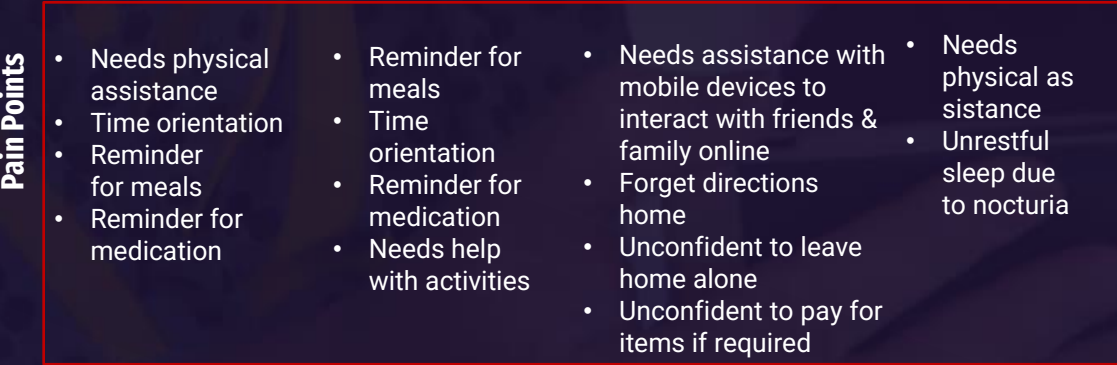 Pain Points
• Needs physical
assistance
• Time orientation
• Reminder
for meals
• Reminder for
medication
• Reminder for
meals
• Time
orientation
• Reminder for
medication
• Needs help
with activities
• Needs assistance with
mobile devices to
interact with friends &
family online
• Forget directions
home
• Unconfident to leave
home alone
• Unconfident to pay for
items if required
• Needs
physical as
sistance
• Unrestful
sleep due
to nocturia